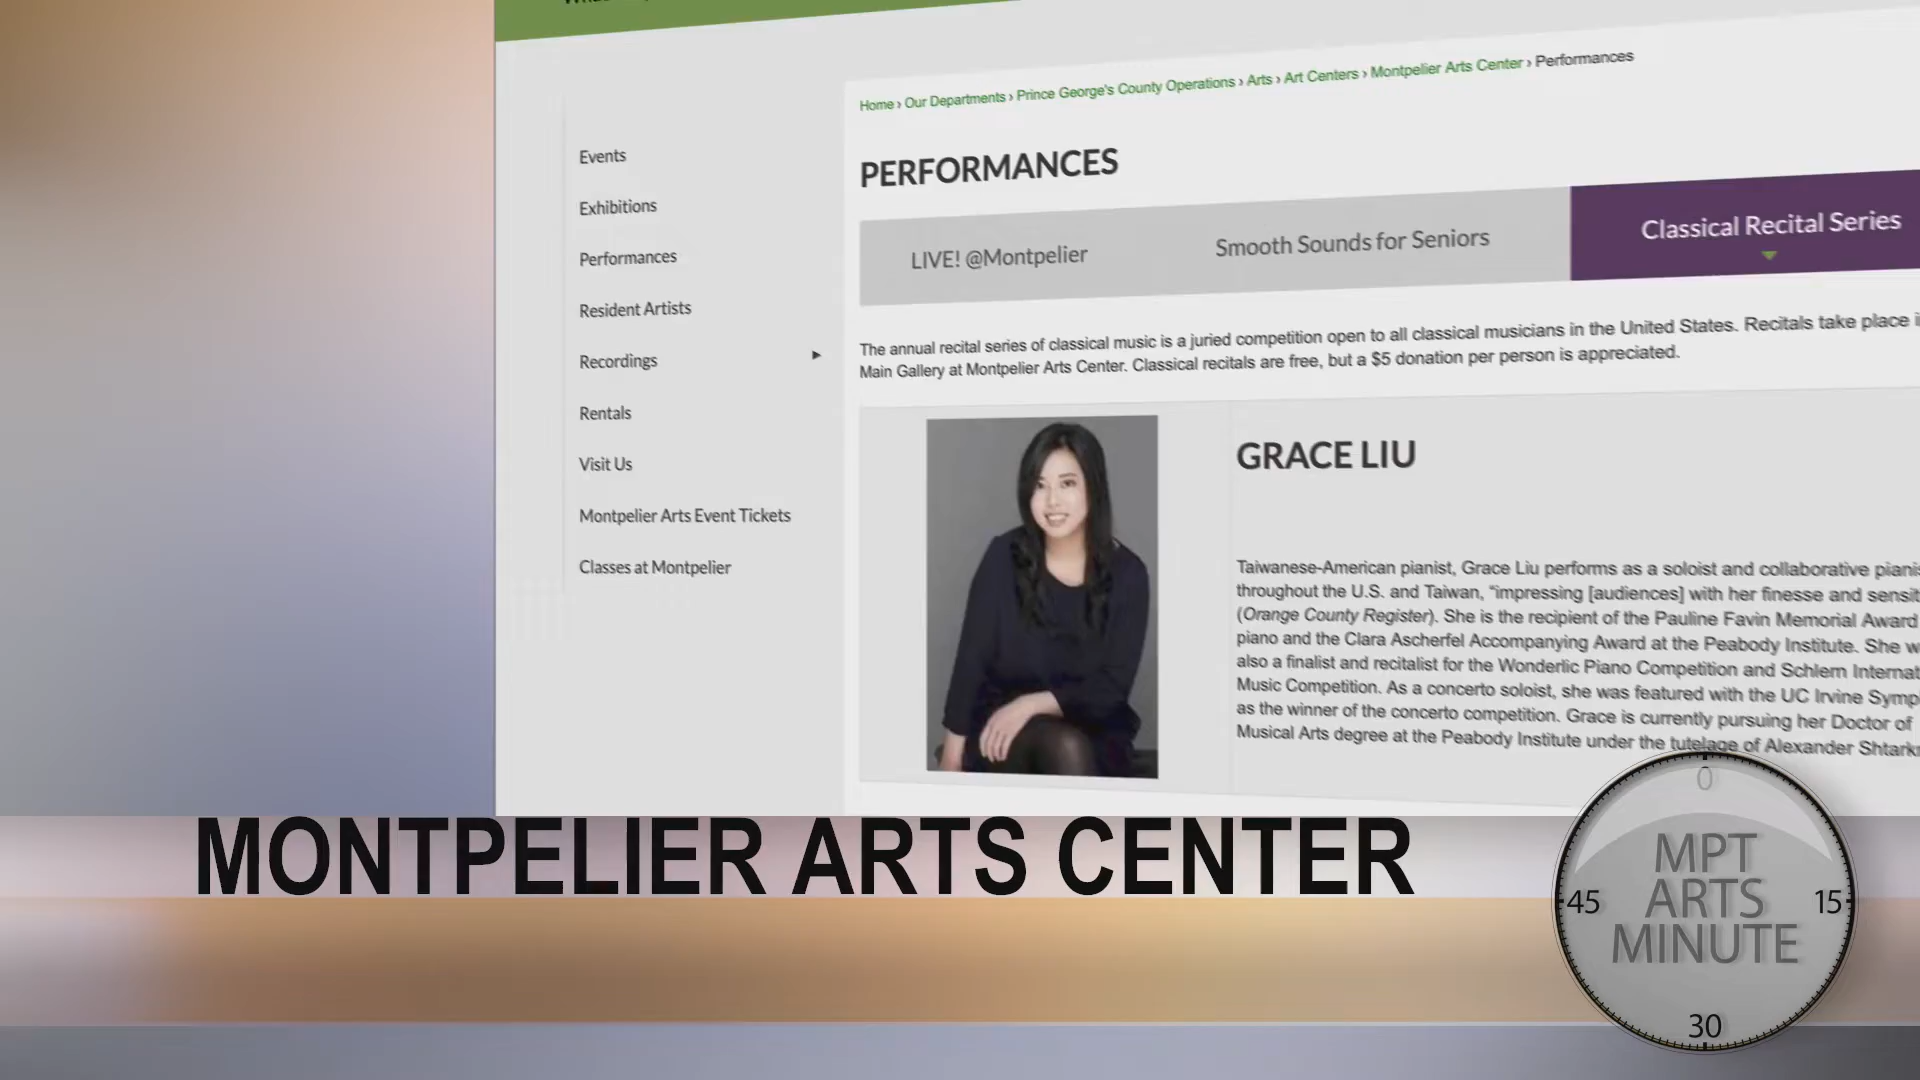 Home › Our Departments › Prince George's County Operations › Arts › Art Centers › Montpelier Arts Center › Performances
Events
Exhibitions
Performances
Resident Artists
Recordings
Rentals
Visit Us
Montpelier Arts Event Tickets
Classes at Montpelier
PERFORMANCES
LIVE! @Montpelier
Smooth Sounds for Seniors
Classical Recital Series
The annual recital series of classical music is a juried competition open to all classical musicians in the United States. Recitals take place
Main Gallery at Montpelier Arts Center. Classical recitals are free, but a $5 donation per person is appreciated.
GRACE LIU
Taiwanese-American pianist, Grace Liu performs as a soloist and collaborative
throughout the U.S. and Taiwan, “impressing [audiences] with her finesse and
(Orange County Register). She is the recipient of the Pauline Favin Memorial Award
piano and the Clara Ascherfel Accompanying Award at the Peabody Institute. She
also a finalist and recitalist for the Wonderlic Piano Competition and Schlern
Music Competition. As a concerto soloist, she was featured with the UC Irvine
as the winner of the concerto competition. Grace is currently pursuing her Doctor of
Musical Arts degree at the Peabody Institute under the tutelage of Alexander
MONTPELIER ARTS CENTER
0
MPT
ARTS
MINUTE
45
15
30